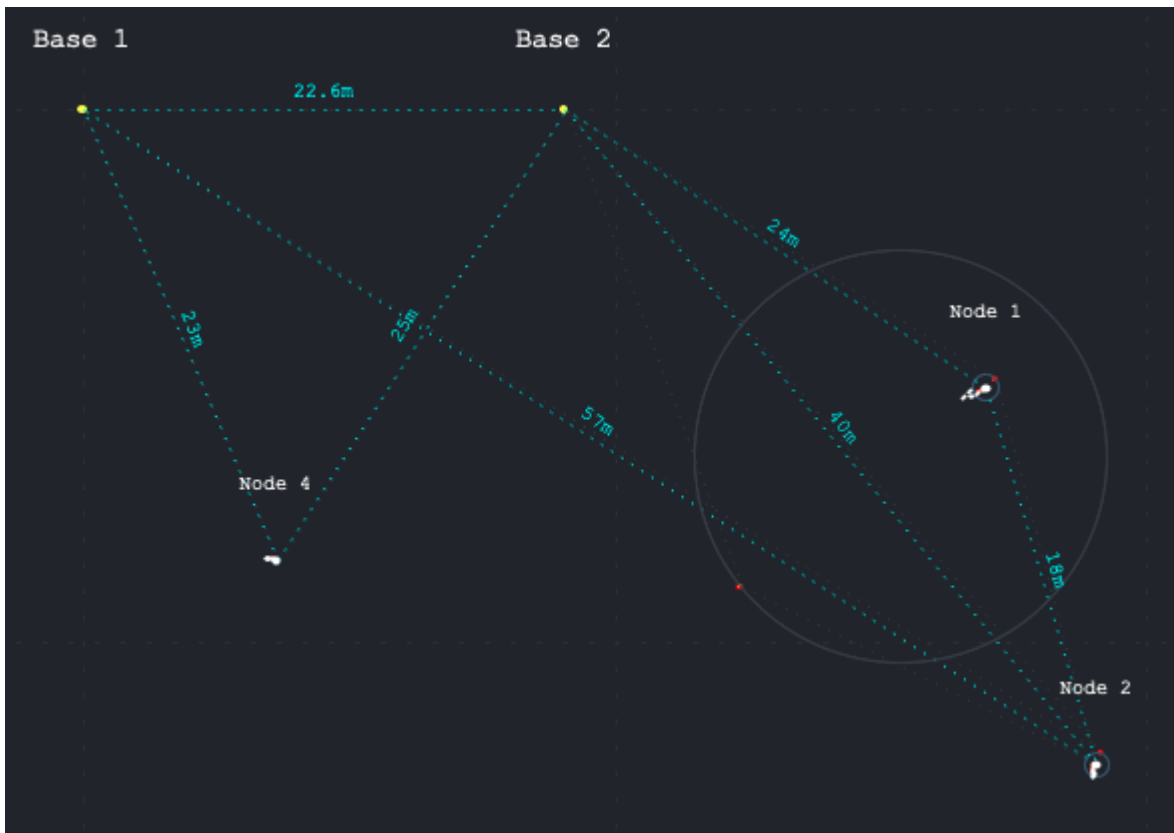 Base 1
Base 2
22.6m
24m
Node 1
23m
25m
57m
40m
Node 4
18m
Node 2